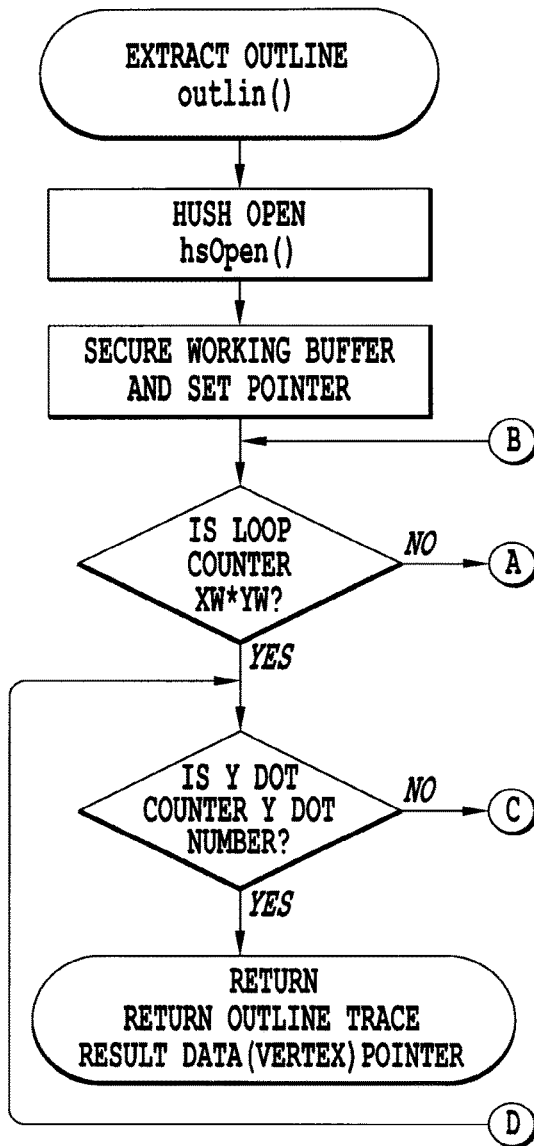 EXTRACT OUTLINE
outlin()
HUSH OPEN
hsOpen()
SECURE WORKING BUFFER
AND SET POINTER
B
IS LOOP
COUNTER
XW*YW?
NO
A
YES
IS Y DOT
COUNTER Y DOT
NUMBER?
NO
C
YES
RETURN
RETURN OUTLINE TRACE
RESULT DATA(VERTEX)POINTER
D